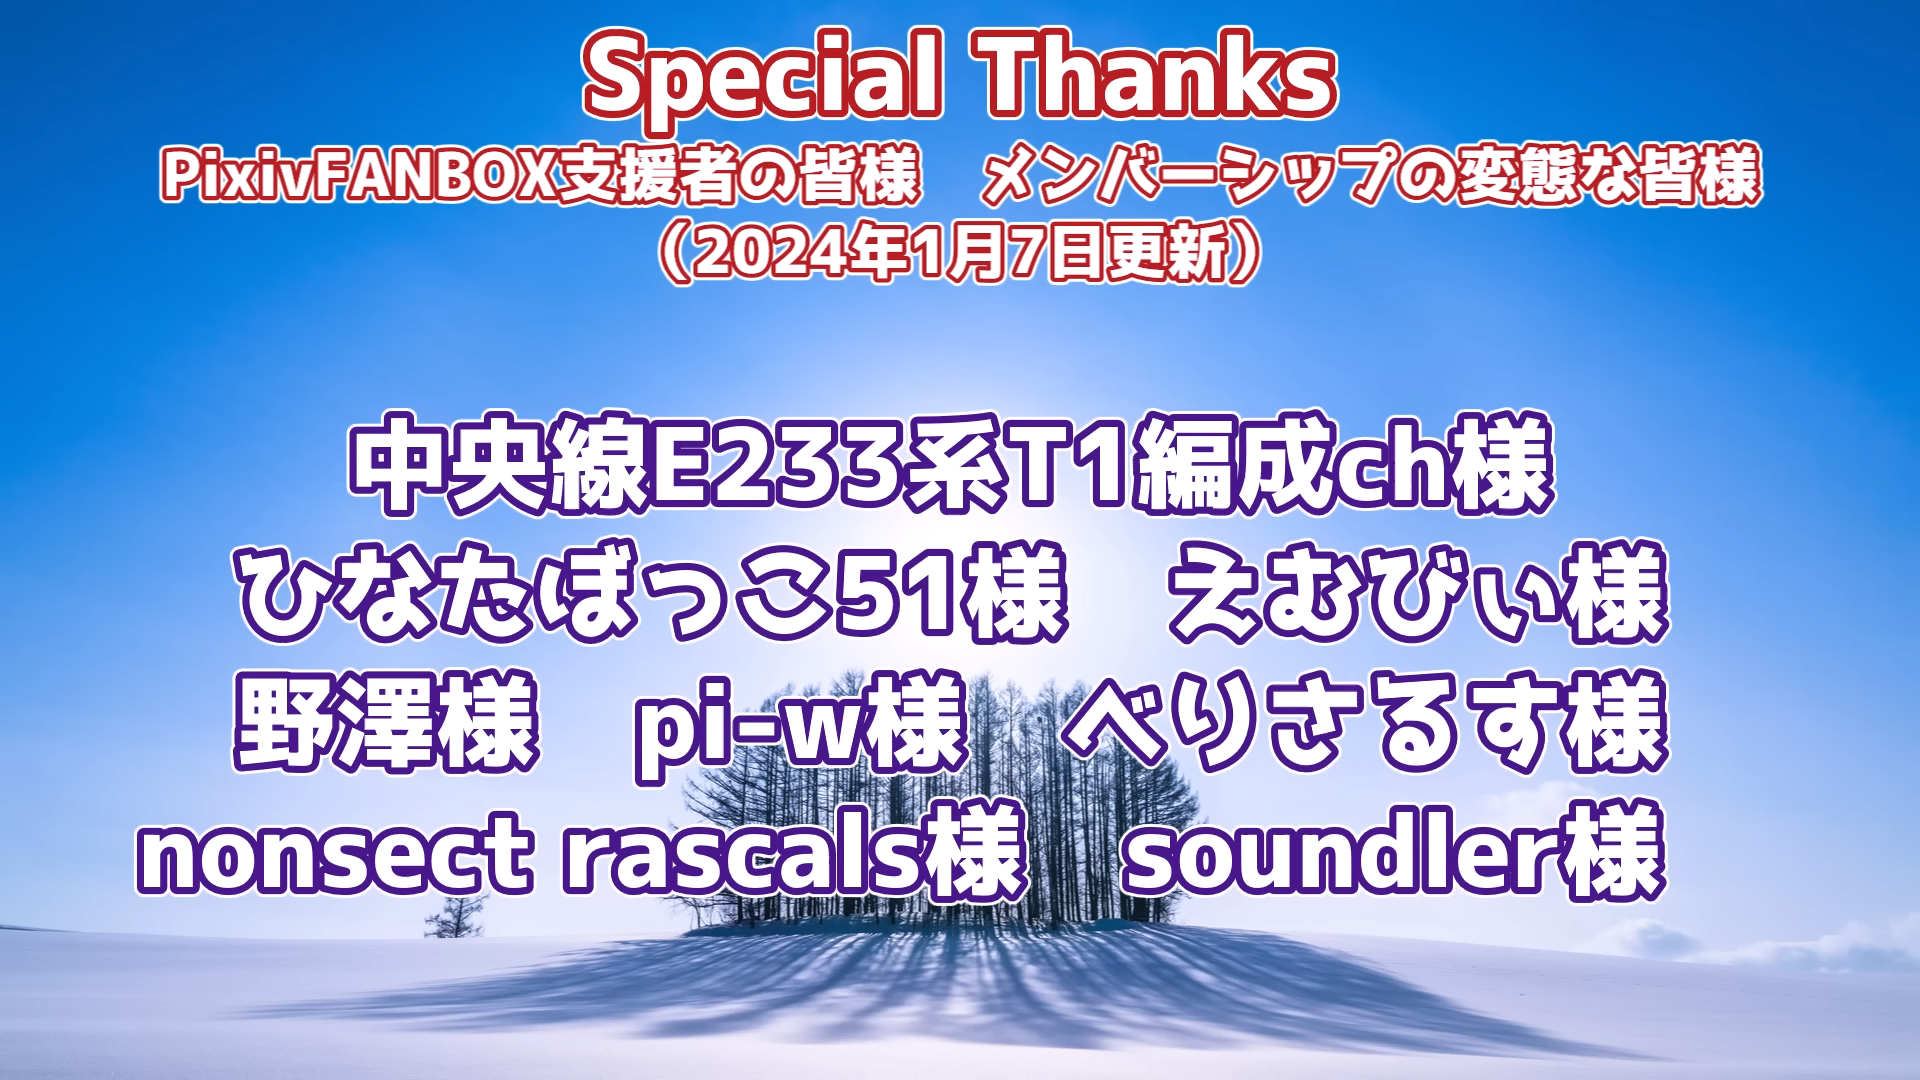 Special Thanks
PixivFANBOX支援者の皆様　メンバーシップの変態な皆様
（2024年1月7日更新）
中央線E233系T1編成ch様
ひなたぼっこ51様　えむびぃ様
野澤様　pi-w様　べりさるす様
nonsect rascals様　soundler様